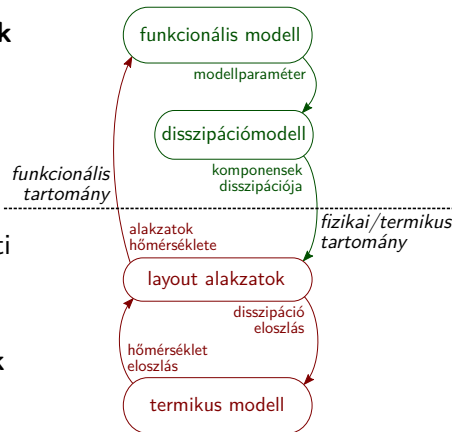 k
funkcionális modell
modellparaméter
disszipációmodell
funkcionális
tartomány
komponensek
disszipációja
fizikai/termikus
tartomány
alakzatok
hőmérséklete
ti
layout alakzatok
disszipáció
eloszlás
hőmérséklet
eloszlás
k
termikus modell